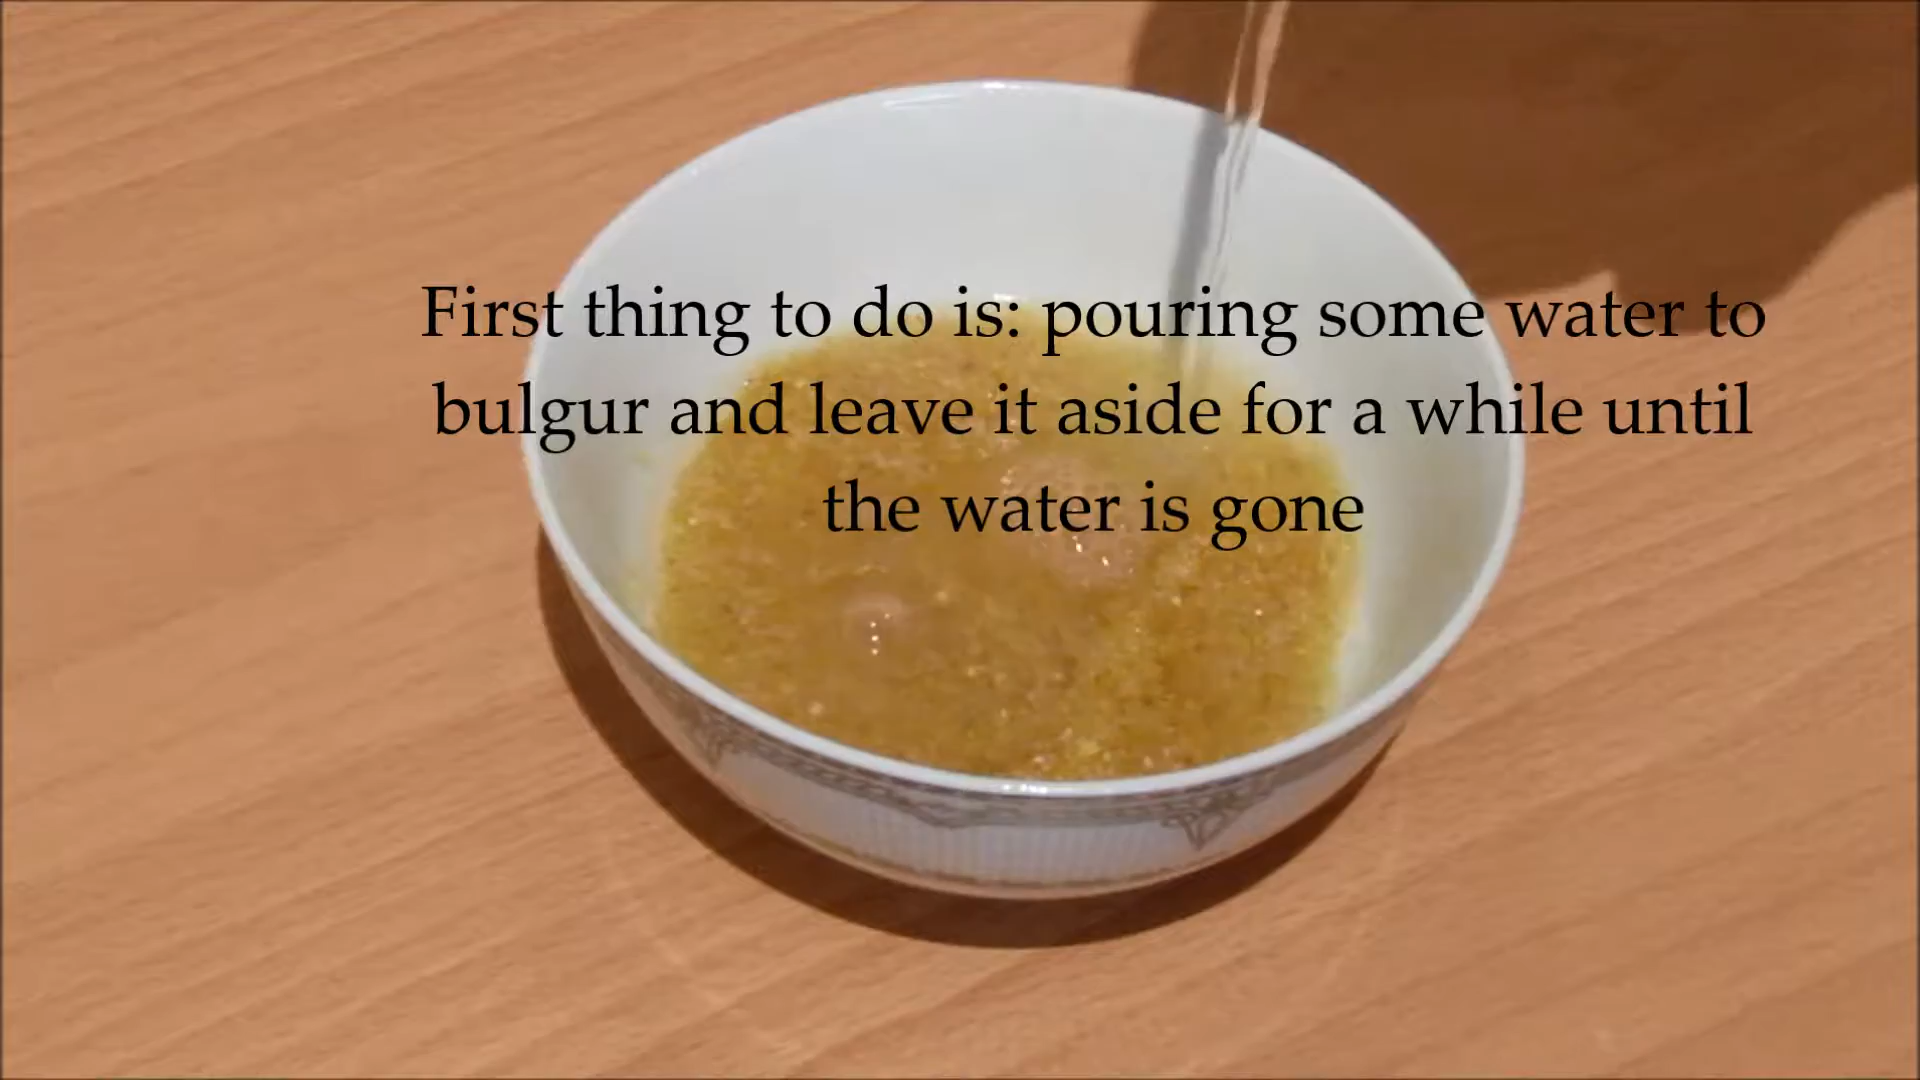 First thing to do is: pouring some water to
bulgur and leave it aside for a while until
the water is gone